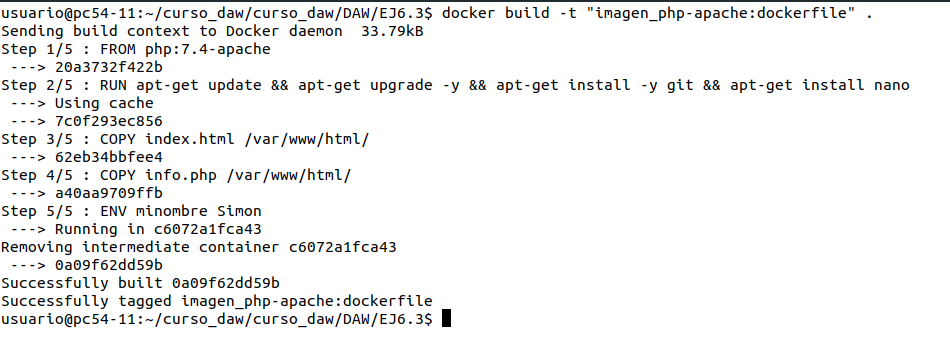 usuario@pc54-11:~/curso_daw/curso_daw/DAW/EJ6.3$ docker build -t "imagen_php-apache:dockerfile" .
Sending build context to Docker daemon  33.79kB
Step 1/5 : FROM php:7.4-apache
 ---> 20a3732f422b
Step 2/5 : RUN apt-get update && apt-get upgrade -y && apt-get install -y git && apt-get install nano
 ---> Using cache
 ---> 7c0f293ec856
Step 3/5 : COPY index.html /var/www/html/
 ---> 62eb34bbfee4
Step 4/5 : COPY info.php /var/www/html/
 ---> a40aa9709ffb
Step 5/5 : ENV minombre Simon
 ---> Running in c6072a1fca43
Removing intermediate container c6072a1fca43
 ---> 0a09f62dd59b
Successfully built 0a09f62dd59b
Successfully tagged imagen_php-apache:dockerfile
usuario@pc54-11:~/curso_daw/curso_daw/DAW/EJ6.3$